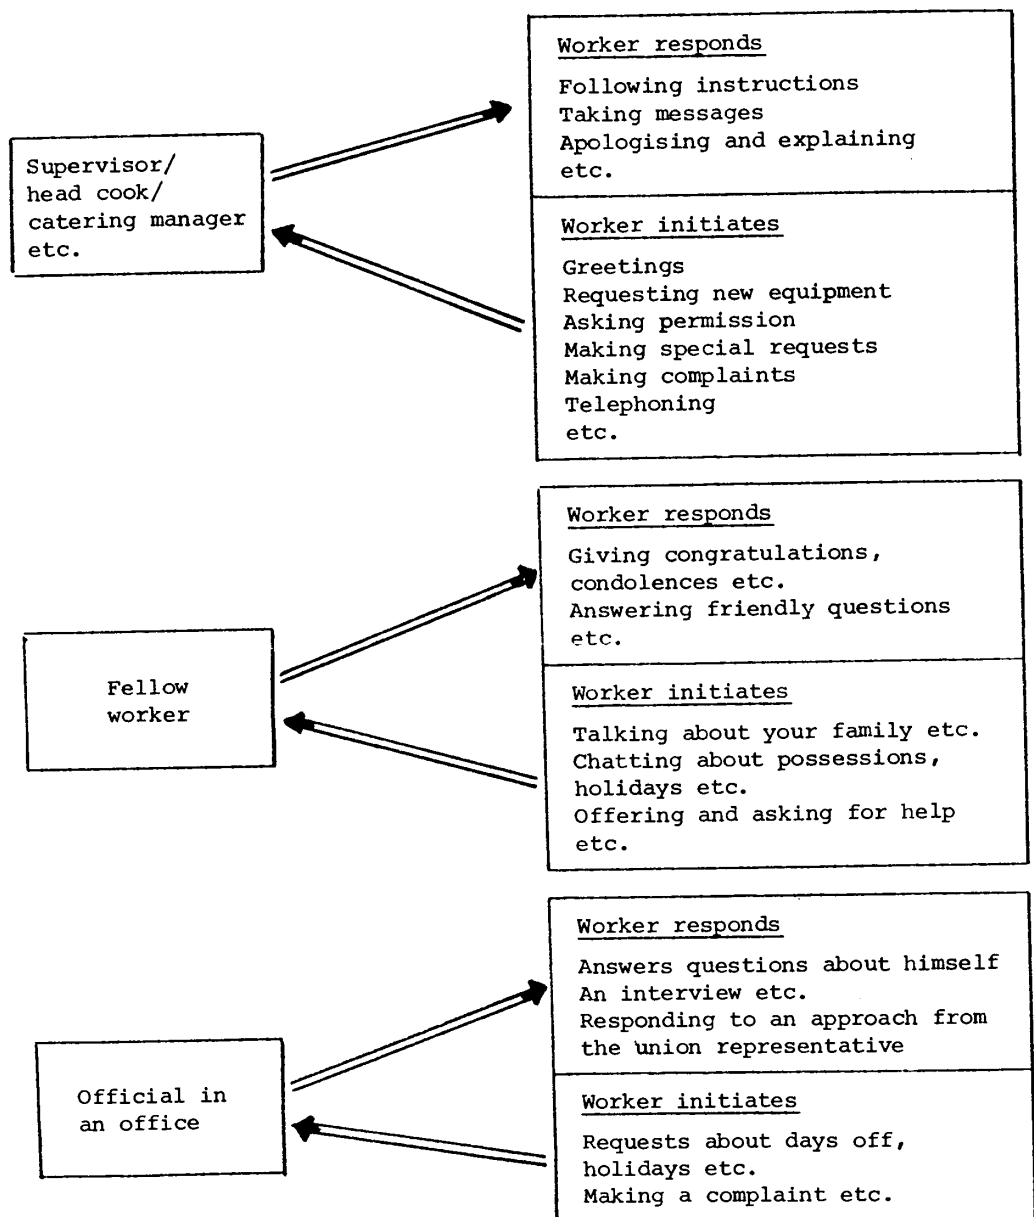 Supervisor/
head cook/
catering manager
etc.
Worker responds
Following instructions
Taking messages
Apologising and explaining
etc.
Worker initiates
Greetings
Requesting new equipment
Asking permission
Making special requests
Making complaints
Telephoning
etc.
Fellow
worker
Worker responds
Giving congratulations,
condolences etc.
Answering friendly questions
etc.
Worker initiates
Talking about your family etc.
Chatting about possessions,
holidays etc.
Offering and asking for help
etc.
Official in
an office
Worker responds
Answers questions about himself
An interview etc.
Responding to an approach from
the union representative
Worker initiates
Requests about days off,
holidays etc.
Making a complaint etc.